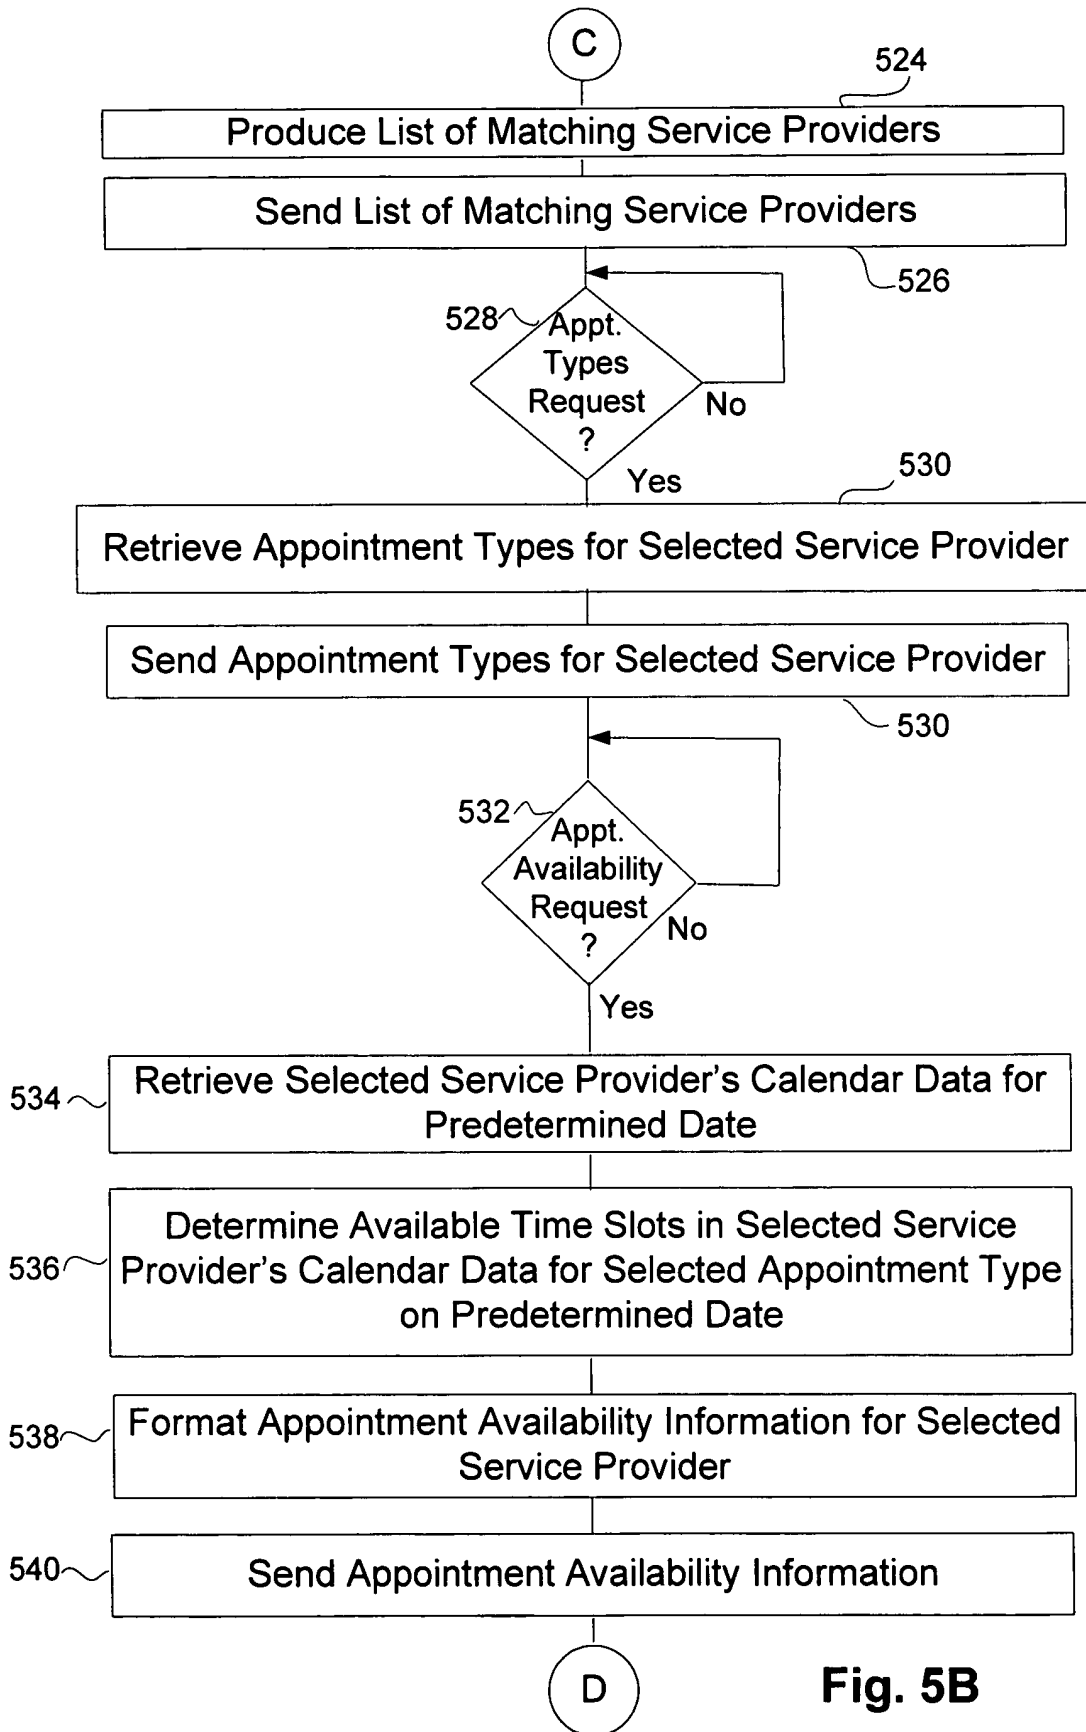 C
524
Produce List of Matching Service Providers
Send List of Matching Service Providers
526
528
Appt.
Types
Request
?
No
Yes
530
Retrieve Appointment Types for Selected Service Provider
Send Appointment Types for Selected Service Provider
530
532
Appt.
Availability
Request
?
No
Yes
534
Retrieve Selected Service Provider's Calendar Data for
Predetermined Date
536
Determine Available Time Slots in Selected Service
Provider's Calendar Data for Selected Appointment Type
on Predetermined Date
538
Format Appointment Availability Information for Selected
Service Provider
540
Send Appointment Availability Information
D
Fig. 5B